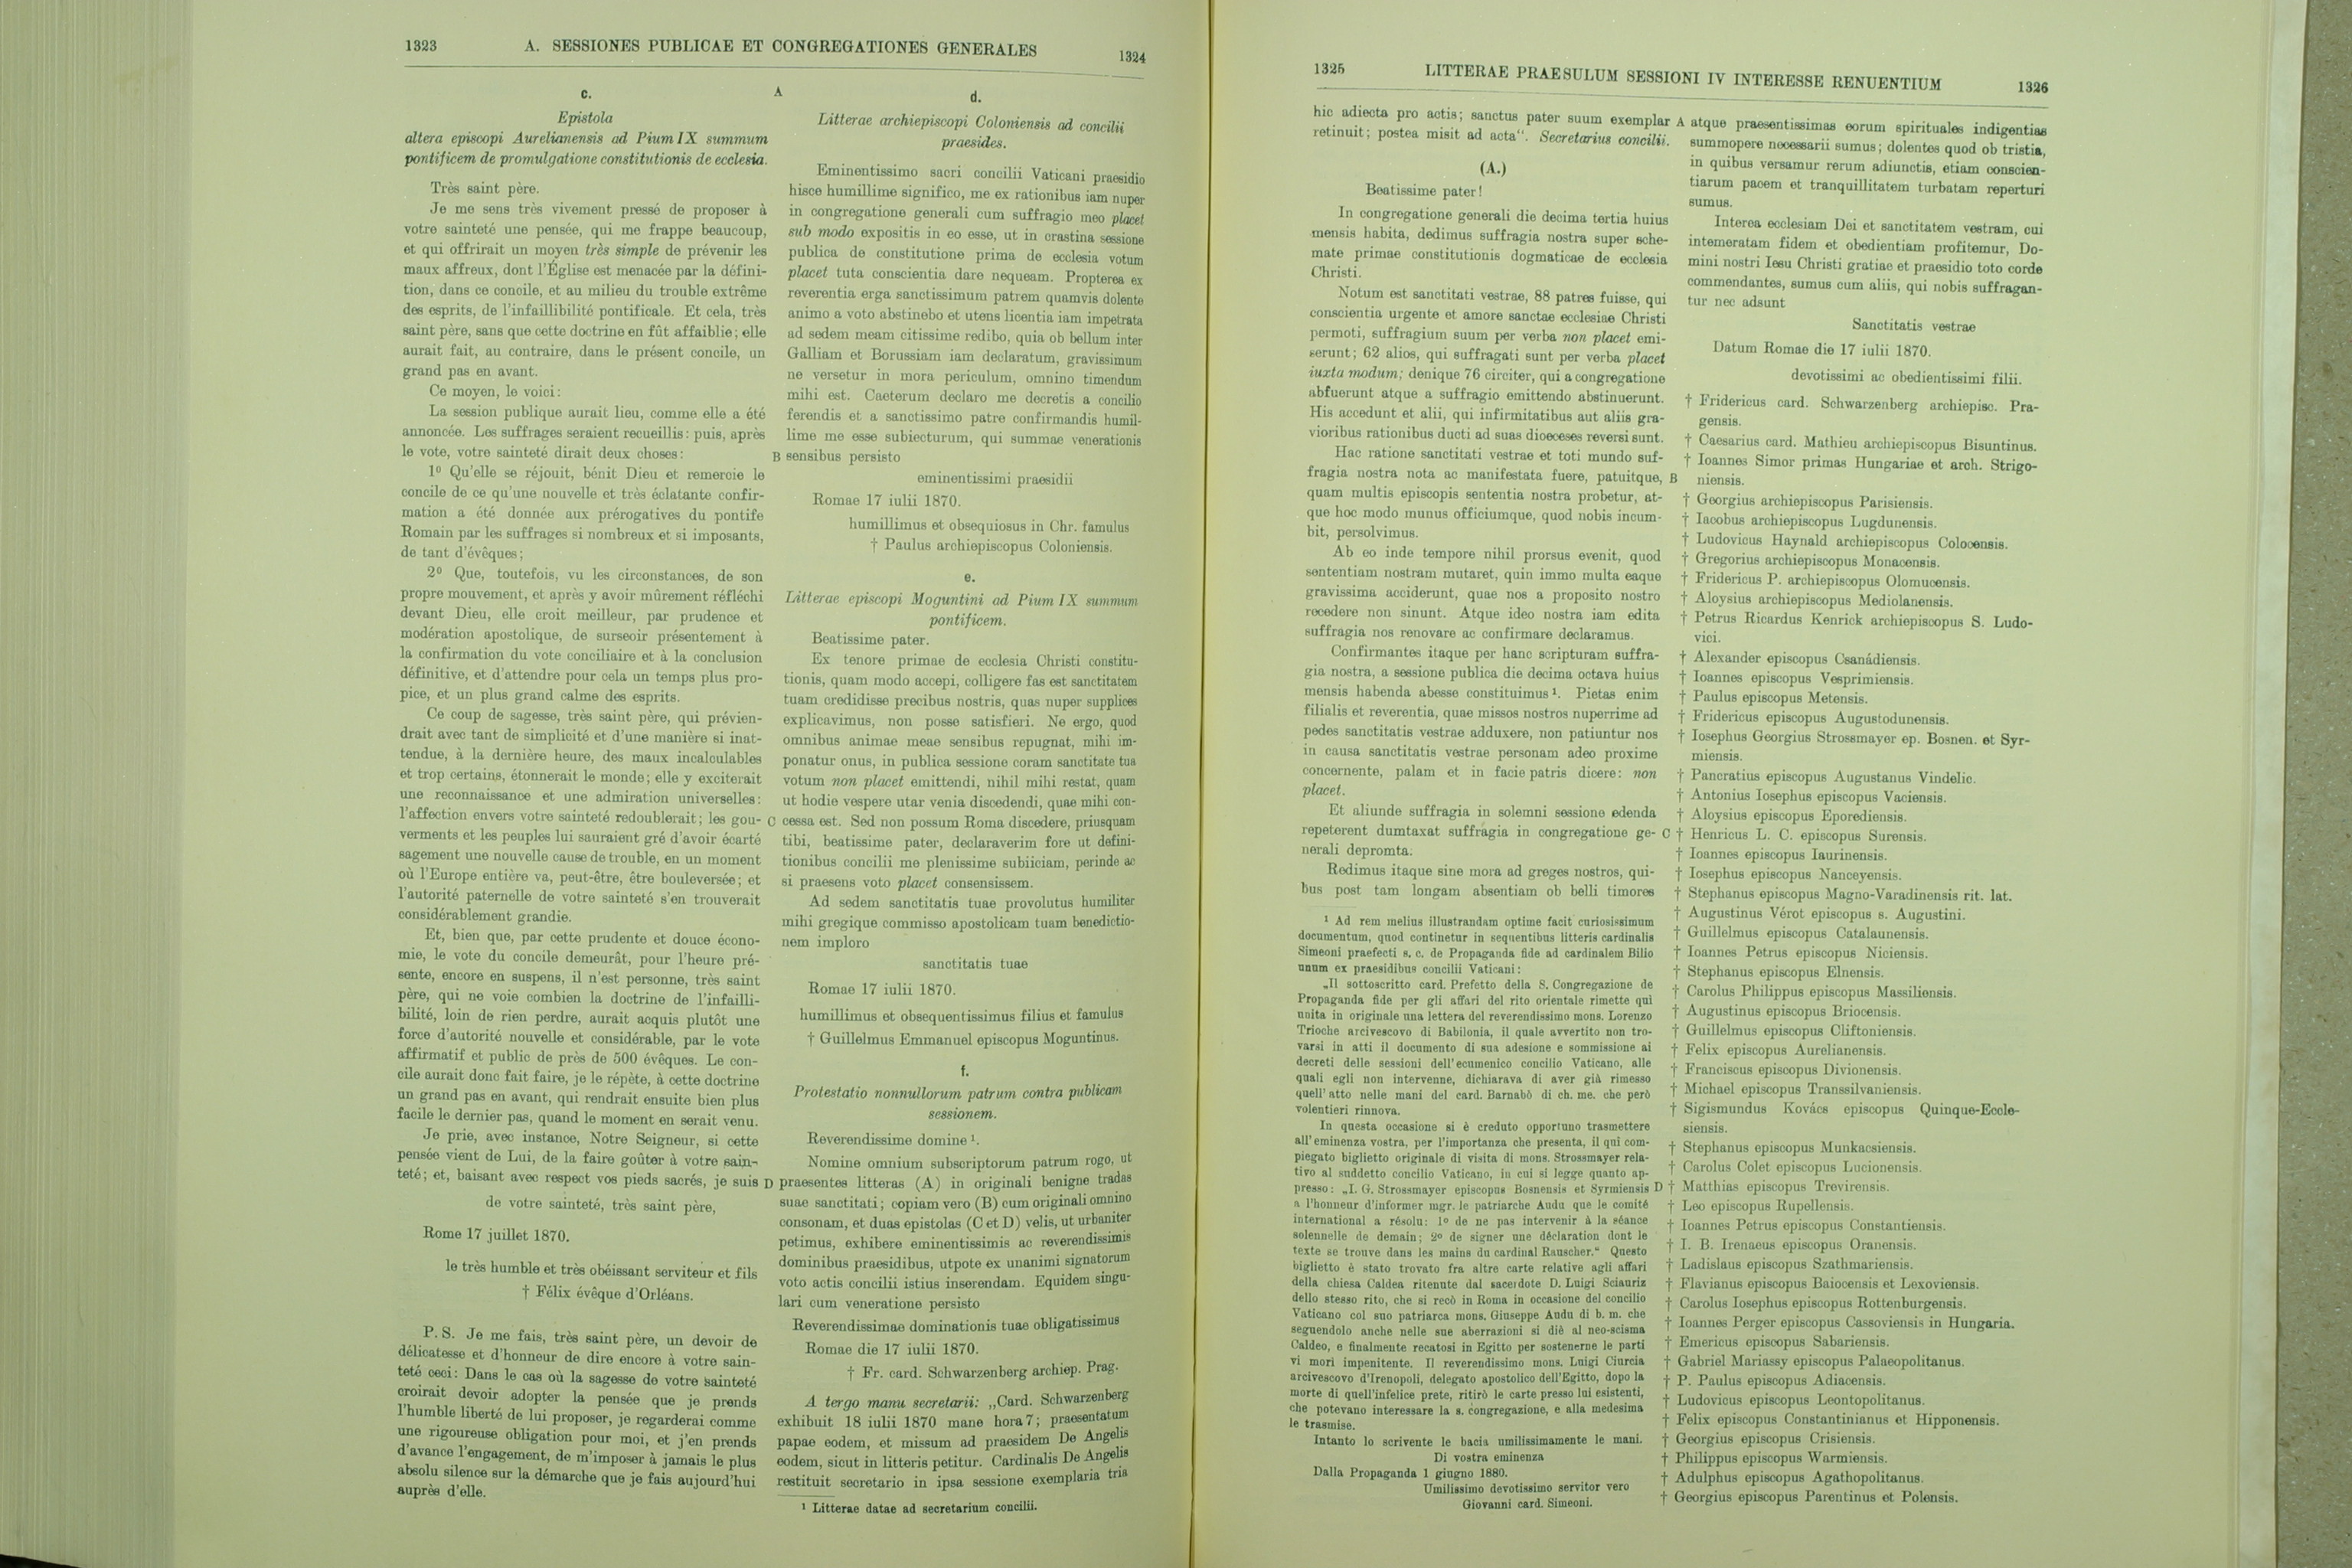 1323
A. SESSIONES PUBLICAE ET CONGREGATIONES GENERALES
1324
c.
Epistola
altera episcopi Aurelianensis ad Pium IX summum
pontificem de promulgatione constitutionis de ecclesia.
Très saint père.
Je me sens très vivement pressé de proposer à
votre sainteté une pensée, qui me frappe beaucoup,
et qui offrirait un moyen très simple de prévenir les
maux affreux, dont l'Église est menacée par la défini-
tion, dans ce concile, et au milieu du trouble extrême
des esprits, de l'infaillibilité pontificale. Et cela, très
saint père, sans que cette doctrine en fût affaiblie; elle
aurait fait, au contraire, dans le présent concile, un
grand pas en avant.
Ce moyen, le voici:
La session publique aurait lieu, comme elle a été
annoncée. Les suffrages seraient recueillis: puis, après
le vote, votre sainteté dirait deux choses:
1º Qu'elle se réjouit, bénit Dieu et remercie le
concile de ce qu'une nouvelle et très éclatante confir-
mation a été donnée aux prérogatives du pontife
Romain par les suffrages si nombreux et si imposants,
de tant d'évêques;
2º Que, toutefois, vu les circonstances, de son
propre mouvement, et après y avoir mûrement réfléchi
devant Dieu, elle croit meilleur, par prudence et
modération apostolique, de surseoir présentement à
la confirmation du vote conciliaire et à la conclusion
définitive, et d'attendre pour cela un temps plus pro-
pice, et un plus grand calme des esprits.
Ce coup de sagesse, très saint père, qui prévien-
drait avec tant de simplicité et d'une manière si inat-
tendue, à la dernière heure, des maux incalculables
et trop certains, étonnerait le monde; elle y exciterait
une reconnaissance et une admiration universelles:
l'affection envers votre sainteté redoublerait; les gou-
verments et les peuples lui sauraient gré d'avoir écarté
sagement une nouvelle cause de trouble, en un moment
où l'Europe entière va, peut-être, être bouleversée; et
l'autorité paternelle de votre sainteté s'en trouverait
considérablement grandie.
Et, bien que, par cette prudente et douce écono-
mie, le vote du concile demeurât, pour l'heure pré-
sente, encore en suspens, il n'est personne, très saint
père, qui ne voie combien la doctrine de l'infailli-
bilité, loin de rien perdre, aurait acquis plutôt une
force d'autorité nouvelle et considérable, par le vote
affirmatif et public de près de 500 évêques. Le con-
cile aurait donc fait faire, je le répète, à cette doctrine
un grand pas en avant, qui rendrait ensuite bien plus
facile le dernier pas, quand le moment en serait venu.
Je prie, avec instance, Notre Seigneur, si cette
pensée vient de Lui, de la faire goûter à votre sain-
teté; et, baisant avec respect vos pieds sacrés, je suis
de votre sainteté, très saint père,
Rome 17 juillet 1870.
le très humble et très obéissant serviteur et fils
† Félix évêque d'Orléans.
P. S. Je me fais, très saint père, un devoir de
délicatesse et d'honneur de dire encore à votre sain-
teté ceci: Dans le cas où la sagesse de votre sainteté
croirait devoir adopter la pensée que je prends
l'humble liberté de lui proposer, je regarderai comme
une rigoureuse obligation pour moi, et j'en prends
d'avance l'engagement, de m'imposer à jamais le plus
absolu silence sur la démarche que je fais aujourd'hui
auprès d'elle.
A
B
C
D
d.
Litterae archiepiscopi Coloniensis ad concilii
praesides.
Eminentissimo sacri concilii Vaticani praesidio
hisce humillime significo, me ex rationibus iam nuper
in congregatione generali cum suffragio meo placet
sub modo expositis in eo esse, ut in crastina sessione
publica de constitutione prima de ecclesia votum
placet tuta conscientia dare nequeam. Propterea ex
reverentia erga sanctissimum patrem quamvis dolente
animo a voto abstinebo et utens licentia iam impetrata
ad sedem meam citissime redibo, quia ob bellum inter
Galliam et Borussiam iam declaratum, gravissimum
ne versetur in mora periculum, omnino timendum
mihi est. Caeterum declaro me decretis a concilio
ferendis et a sanctissimo patre confirmandis humil-
lime me esse subiecturum, qui summae venerationis
sensibus persisto
eminentissimi praesidii
Romae 17 iulii 1870.
humillimus et obsequiosus in Chr. famulus
† Paulus archiepiscopus Coloniensis.
e.
Litterae episcopi Moguntini ad Pium IX summum
pontificem.
Beatissime pater.
Ex tenore primae de ecclesia Christi constitu-
tionis, quam modo accepi, colligere fas est sanctitatem
tuam credidisse precibus nostris, quas nuper supplices
explicavimus, non posse satisfieri. Ne ergo, quod
omnibus animae meae sensibus repugnat, mihi im-
ponatur onus, in publica sessione coram sanctitate tua
votum non placet emittendi, nihil mihi restat, quam
ut hodie vespere utar venia discedendi, quae mihi con-
cessa est. Sed non possum Roma discedere, priusquam
tibi, beatissime pater, declaraverim fore ut defini-
tionibus concilii me plenissime subiiciam, perinde ac
si praesens voto placet consensissem.
Ad sedem sanctitatis tuae provolutus humiliter
mihi gregique commisso apostolicam tuam benedictio-
nem imploro
sanctitatis tuae
Romae 17 iulii 1870.
humillimus et obsequentissimus filius et famulus
† Guillelmus Emmanuel episcopus Moguntinus.
f.
Protestatio nonnullorum patrum contra publicam
sessionem.
Reverendissime domine ¹.
Nomine omnium subscriptorum patrum rogo, ut
praesentes litteras (A) in originali benigne tradas
suae sanctitati; copiam vero (B) cum originali omnino
consonam, et duas epistolas (C et D) velis, ut urbaniter
petimus, exhibere eminentissimis ac reverendissimis
dominibus praesidibus, utpote ex unanimi signatorum
voto actis concilii istius inserendam. Equidem singu-
lari cum veneratione persisto
Reverendissimae dominationis tuae obligatissimus
Romae die 17 iulii 1870.
† Fr. card. Schwarzenberg archiep. Prag.
A tergo manu secretarii: „Card. Schwarzenberg
exhibuit 18 iulii 1870 mane hora 7; praesentatum
papae eodem, et missum ad praesidem De Angelis
eodem, sicut in litteris petitur. Cardinalis De Angelis
restituit secretario in ipsa sessione exemplaria tria
¹ Litterae datae ad secretarium concilii.
1325
LITTERAE PRAESULUM SESSIONI IV INTERESSE RENUENTIUM
1326
hic adiecta pro actis; sanctus pater suum exemplar
retinuit; postea misit ad acta“. Secretarius concilii.
(A.)
Beatissime pater!
In congregatione generali die decima tertia huius
mensis habita, dedimus suffragia nostra super sche-
mate primae constitutionis dogmaticae de ecclesia
Christi.
Notum est sanctitati vestrae, 88 patres fuisse, qui
conscientia urgente et amore sanctae ecclesiae Christi
permoti, suffragium suum per verba non placet emi-
serunt; 62 alios, qui suffragati sunt per verba placet
iuxta modum; denique 76 circiter, qui a congregatione
abfuerunt atque a suffragio emittendo abstinuerunt.
His accedunt et alii, qui infirmitatibus aut aliis gra-
vioribus rationibus ducti ad suas dioeceses reversi sunt.
Hac ratione sanctitati vestrae et toti mundo suf-
fragia nostra nota ac manifestata fuere, patuitque,
quam multis episcopis sententia nostra probetur, at-
que hoc modo munus officiumque, quod nobis incum-
bit, persolvimus.
Ab eo inde tempore nihil prorsus evenit, quod
sententiam nostram mutaret, quin immo multa eaque
gravissima acciderunt, quae nos a proposito nostro
recedere non sinunt. Atque ideo nostra iam edita
suffragia nos renovare ac confirmare declaramus.
Confirmantes itaque per hanc scripturam suffra-
gia nostra, a sessione publica die decima octava huius
mensis habenda abesse constituimus ¹. Pietas enim
filialis et reverentia, quae missos nostros nuperrime ad
pedes sanctitatis vestrae adduxere, non patiuntur nos
in causa sanctitatis vestrae personam adeo proxime
concernente, palam et in facie patris dicere: non
placet.
Et aliunde suffragia in solemni sessione edenda
repeterent dumtaxat suffragia in congregatione ge-
nerali depromta.
Redimus itaque sine mora ad greges nostros, qui-
bus post tam longam absentiam ob belli timores
¹ Ad rem melius illustrandam optime facit curiosissimum
documentum, quod continetur in sequentibus litteris cardinalis
Simeoni praefecti s. c. de Propaganda fide ad cardinalem Bilio
unum ex praesidibus concilii Vaticani:
„Il sottoscritto card. Prefetto della S. Congregazione de
Propaganda fide per gli affari del rito orientale rimette qui
unita in originale una lettera del reverendissimo mons. Lorenzo
Trioche arcivescovo di Babilonia, il quale avvertito non tro-
varsi in atti il documento di sua adesione e sommissione ai
decreti delle sessioni dell'ecumenico concilio Vaticano, alle
quali egli non intervenne, dichiarava di aver già rimesso
quell'atto nelle mani del card. Barnabò di ch. me. che però
volentieri rinnova.
In questa occasione si è creduto opportuno trasmettere
all'eminenza vostra, per l'importanza che presenta, il qui com-
piegato biglietto originale di visita di mons. Strossmayer rela-
tivo al suddetto concilio Vaticano, in cui si legge quanto ap-
presso: „I. G. Strossmayer episcopus Bosnensis et Syrmiensis
a l'honneur d'informer mgr. le patriarche Audu que le comité
international a résolu: 1º de ne pas intervenir à la séance
solennelle de demain; 2º de signer une déclaration dont le
texte se trouve dans les mains du cardinal Rauscher.“ Questo
biglietto è stato trovato fra altre carte relative agli affari
della chiesa Caldea ritenute dal sacerdote D. Luigi Sciauriz
dello stesso rito, che si recò in Roma in occasione del concilio
Vaticano col suo patriarca mons. Giuseppe Audu di b. m. che
seguendolo anche nelle sue aberrazioni si diè al neo-scisma
Caldeo, e finalmente recatosi in Egitto per sostenerne le parti
vi morì impenitente. Il reverendissimo mons. Luigi Ciurcia
arcivescovo d'Irenopoli, delegato apostolico dell'Egitto, dopo la
morte di quell'infelice prete, ritirò le carte presso lui esistenti,
che potevano interessare la s. congregazione, e alla medesima
le trasmise.
Intanto lo scrivente le bacia umilissimamente le mani.
Di vostra eminenza
Dalla Propaganda 1 giugno 1880.
Umilissimo devotissimo servitor vero
Giovanni card. Simeoni.
A
B
C
D
atque praesentissimas eorum spirituales indigentias
summopere necessarii sumus; dolentes quod ob tristia,
in quibus versamur rerum adiunctis, etiam conscien-
tiarum pacem et tranquillitatem turbatam reperturi
sumus.
Interea ecclesiam Dei et sanctitatem vestram, cui
intemeratam fidem et obedientiam profitemur, Do-
mini nostri Iesu Christi gratiae et praesidio toto corde
commendantes, sumus cum aliis, qui nobis suffragan-
tur nec adsunt
Sanctitatis vestrae
Datum Romae die 17 iulii 1870.
devotissimi ac obedientissimi filii.
† Fridericus card. Schwarzenberg archiepisc. Pra-
gensis.
† Caesarius card. Mathieu archiepiscopus Bisuntinus.
† Ioannes Simor primas Hungariae et arch. Strigo-
niensis.
† Georgius archiepiscopus Parisiensis.
† Iacobus archiepiscopus Lugdunensis.
† Ludovicus Haynald archiepiscopus Colocensis.
† Gregorius archiepiscopus Monacensis.
† Fridericus P. archiepiscopus Olomucensis.
† Aloysius archiepiscopus Mediolanensis.
† Petrus Ricardus Kenrick archiepiscopus S. Ludo-
vici.
† Alexander episcopus Csanádiensis.
† Ioannes episcopus Vesprimiensis.
† Paulus episcopus Metensis.
† Fridericus episcopus Augustodunensis.
† Iosephus Georgius Strossmayer ep. Bosnen. et Syr-
miensis.
† Pancratius episcopus Augustanus Vindelic.
† Antonius Iosephus episcopus Vaciensis.
† Aloysius episcopus Eporediensis.
† Henricus L. C. episcopus Surensis.
† Ioannes episcopus Iaurinensis.
† Iosephus episcopus Nanceyensis.
† Stephanus episcopus Magno-Varadinensis rit. lat.
† Augustinus Vérot episcopus s. Augustini.
† Guillelmus episcopus Catalaunensis.
† Ioannes Petrus episcopus Niciensis.
† Stephanus episcopus Elnensis.
† Carolus Philippus episcopus Massiliensis.
† Augustinus episcopus Briocensis.
† Guillelmus episcopus Cliftoniensis.
† Felix episcopus Aurelianensis.
† Franciscus episcopus Divionensis.
† Michael episcopus Transsilvaniensis.
† Sigismundus Kovács episcopus Quinque-Eccle-
siensis.
† Stephanus episcopus Munkacsiensis.
† Carolus Colet episcopus Lucionensis.
† Matthias episcopus Trevirensis.
† Leo episcopus Rupellensis.
† Ioannes Petrus episcopus Constantiensis.
† I. B. Irenaeus episcopus Oranensis.
† Ladislaus episcopus Szathmariensis.
† Flavianus episcopus Baiocensis et Lexoviensis.
† Carolus Iosephus episcopus Rottenburgensis.
† Ioannes Perger episcopus Cassoviensis in Hungaria.
† Emericus episcopus Sabariensis.
† Gabriel Mariassy episcopus Palaeopolitanus.
† P. Paulus episcopus Adiacensis.
† Ludovicus episcopus Leontopolitanus.
† Felix episcopus Constantinianus et Hipponensis.
† Georgius episcopus Crisiensis.
† Philippus episcopus Warmiensis.
† Adulphus episcopus Agathopolitanus.
† Georgius episcopus Parentinus et Polensis.